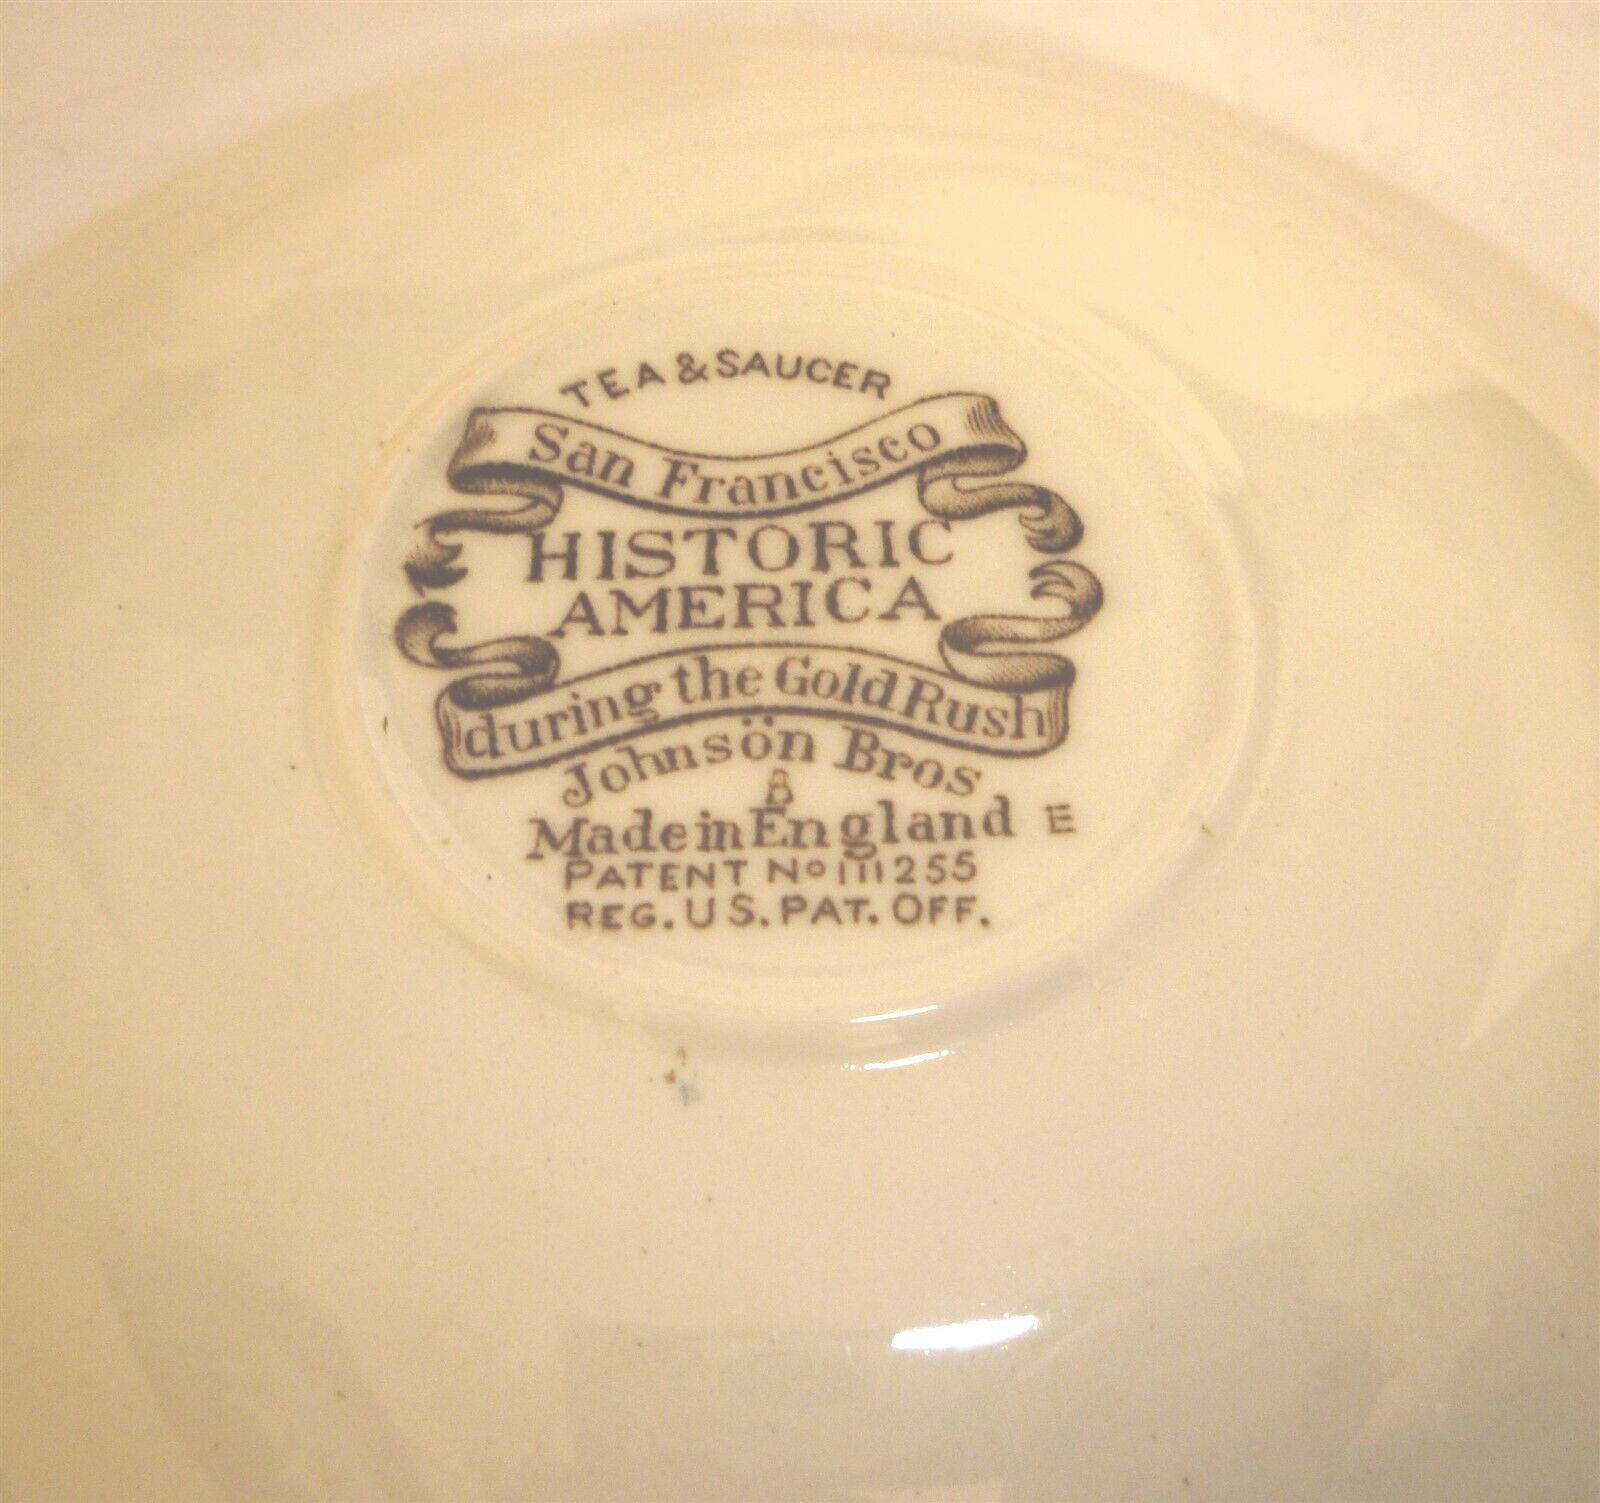 TEA & SAUCER
San Francisco
HISTORIC
AMERICA
during the Gold Rush
Johnsön Bros
Made in England E
PATENT No 111255
REG. U S. PAT. OFF.